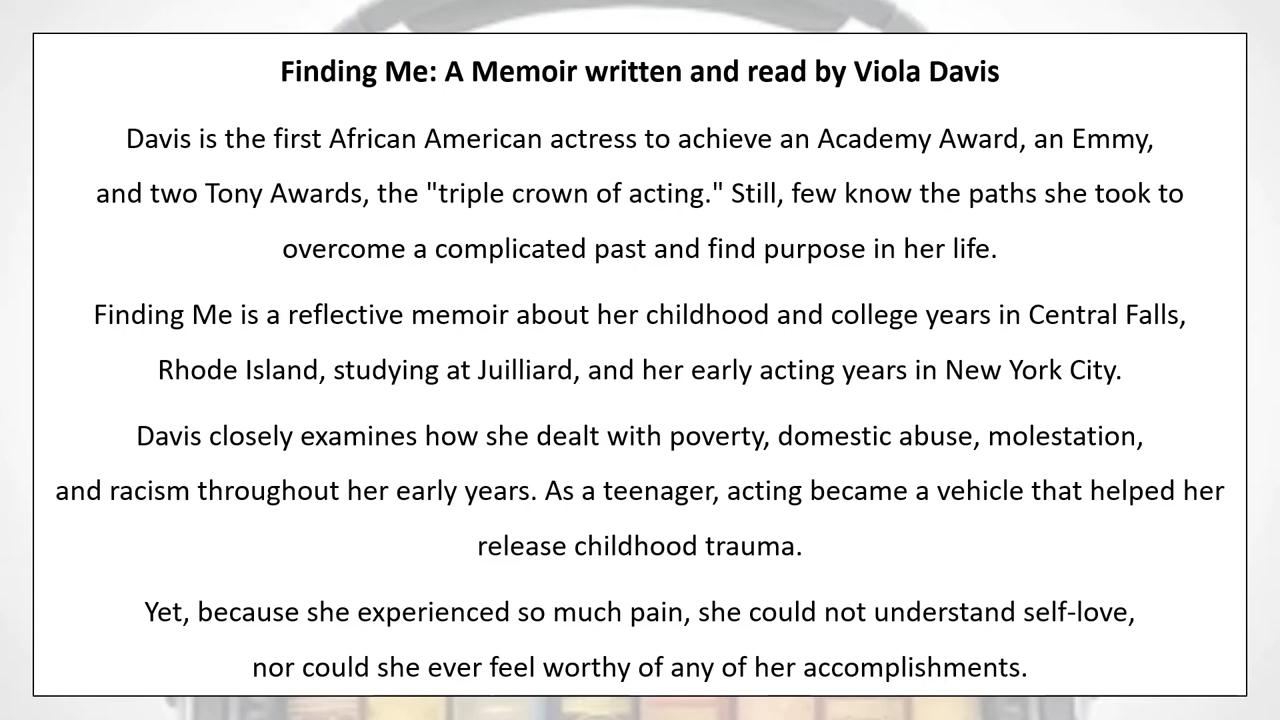 Finding Me: A Memoir written and read by Viola Davis
Davis is the first African American actress to achieve an Academy Award, an Emmy,
and two Tony Awards, the "triple crown of acting." Still, few know the paths she took to
overcome a complicated past and find purpose in her life.
Finding Me is a reflective memoir about her childhood and college years in Central Falls,
Rhode Island, studying at Juilliard, and her early acting years in New York City.
Davis closely examines how she dealt with poverty, domestic abuse, molestation,
and racism throughout her early years. As a teenager, acting became a vehicle that helped her
release childhood trauma.
Yet, because she experienced so much pain, she could not understand self-love,
nor could she ever feel worthy of any of her accomplishments.